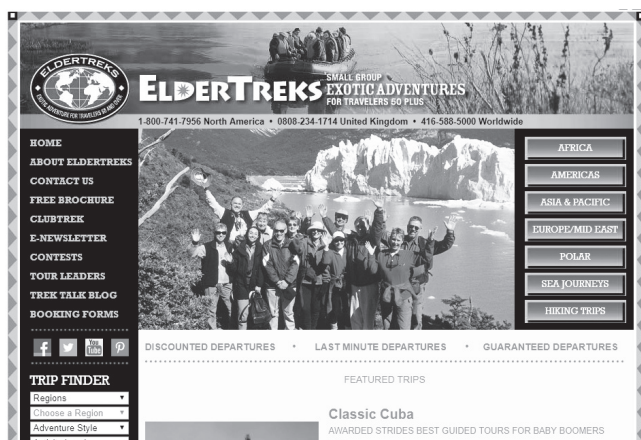 ELDERTREKS
EXOTIC ADVENTURES FOR TRAVELERS 50 AND OVER
ELDERTREKS
SMALL GROUP
EXOTIC ADVENTURES
FOR TRAVELERS 50 PLUS
1-800-741-7956 North America • 0808-234-1714 United Kingdom • 416-588-5000 Worldwide
HOME
ABOUT ELDERTREKS
CONTACT US
FREE BROCHURE
CLUBTREK
E-NEWSLETTER
CONTESTS
TOUR LEADERS
TREK TALK BLOG
BOOKING FORMS
You Tube
TRIP FINDER
Regions
Choose a Region
Adventure Style
AFRICA
AMERICAS
ASIA & PACIFIC
EUROPE/MID EAST
POLAR
SEA JOURNEYS
HIKING TRIPS
DISCOUNTED DEPARTURES • LAST MINUTE DEPARTURES • GUARANTEED DEPARTURES
FEATURED TRIPS
Classic Cuba
AWARDED STRIDES BEST GUIDED TOURS FOR BABY BOOMERS